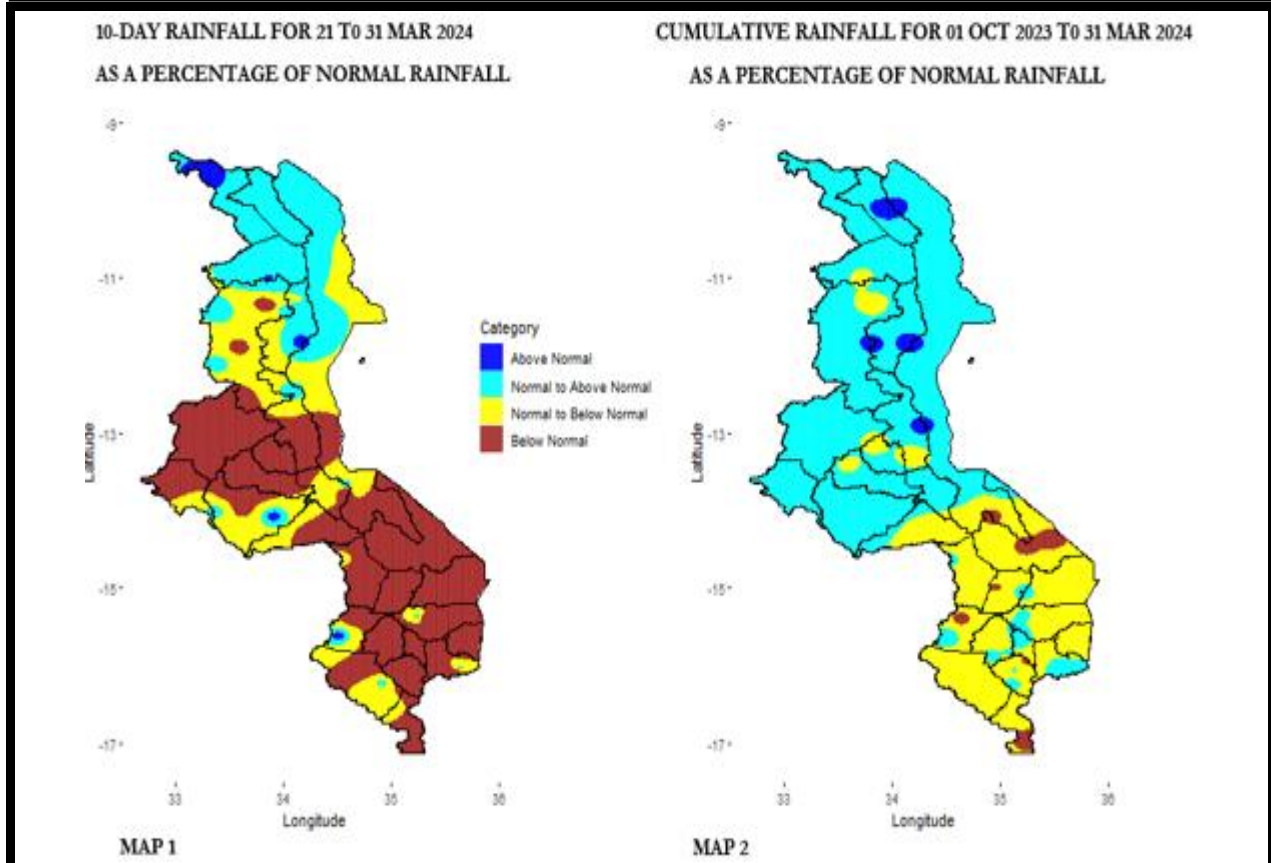 10-DAY RAINFALL FOR 21 T0 31 MAR 2024
AS A PERCENTAGE OF NORMAL RAINFALL
CUMULATIVE RAINFALL FOR 01 OCT 2023 T0 31 MAR 2024
AS A PERCENTAGE OF NORMAL RAINFALL
-9
-11
-13
-15
-17
Latitude
33
34
35
36
Longitude
MAP 1
Category
Above Normal
Normal to Above Normal
Normal to Below Normal
Below Normal
-9
-11
-13
-15
-17
Latitude
33
34
35
36
Longitude
MAP 2